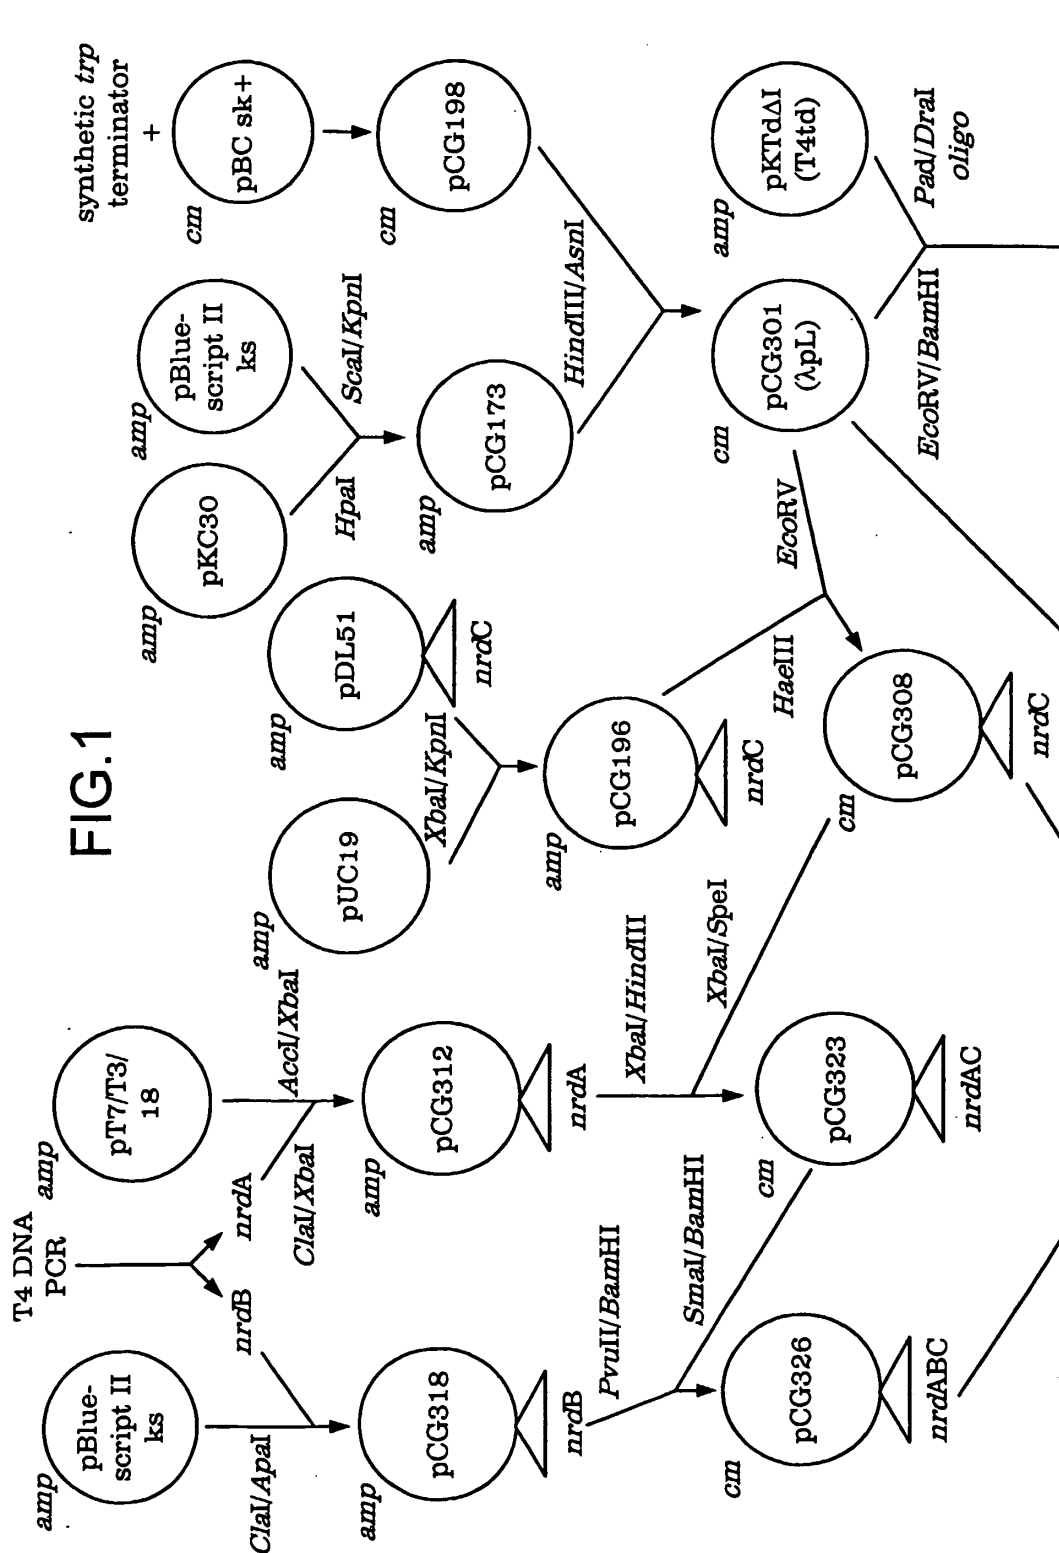 FIG.1
T4 DNA
PCR
nrdB
nrdA
amp
pBlue-
script II
ks
ClaI/ApaI
amp
pT7/T3/
18
AccI/XbaI
ClaI/XbaI
amp
pCG318
nrdB
amp
pCG312
nrdA
PvuII/BamHI
SmaI/BamHI
XbaI/HindIII
XbaI/SpeI
cm
pCG326
nrdABC
cm
pCG323
nrdAC
amp
pUC19
amp
pDL51
nrdC
XbaI/KpnI
amp
pCG196
nrdC
HaeIII
EcoRV
cm
pCG308
nrdC
amp
pKC30
amp
pBlue-
script II
ks
HpaI
ScaI/KpnI
amp
pCG173
synthetic trp
terminator
+
cm
pBC sk+
cm
pCG198
HindIII/AsnI
cm
pCG301
(λpL)
amp
pKTdΔI
(T4td)
EcoRV/BamHI
Pad/DraI
oligo